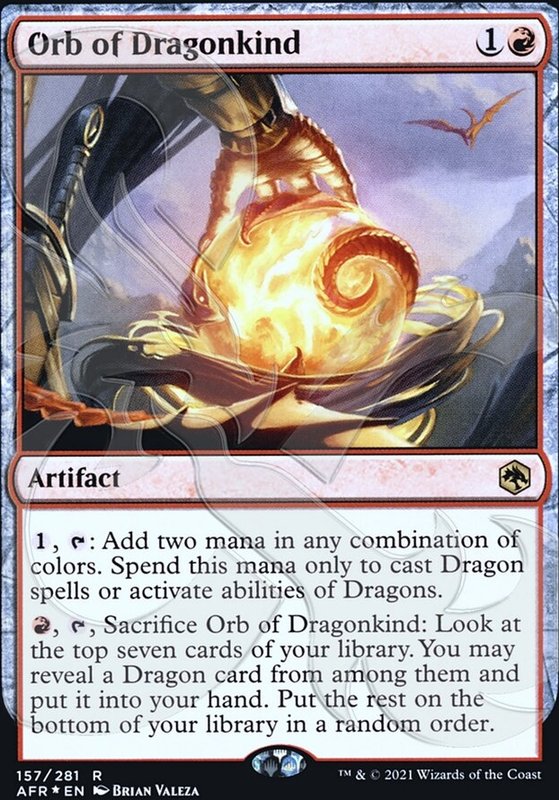 Orb of Dragonkind 1
Artifact
1, : Add two mana in any combination of
colors. Spend this mana only to cast Dragon
spells or activate abilities of Dragons.
, , Sacrifice Orb of Dragonkind: Look at
the top seven cards of your library. You may
reveal a Dragon card from among them and
put it into your hand. Put the rest on the
bottom of your library in a random order.
157/281 R
AFR★EN BRIAN VALEZA
™ & © 2021 Wizards of the Coast